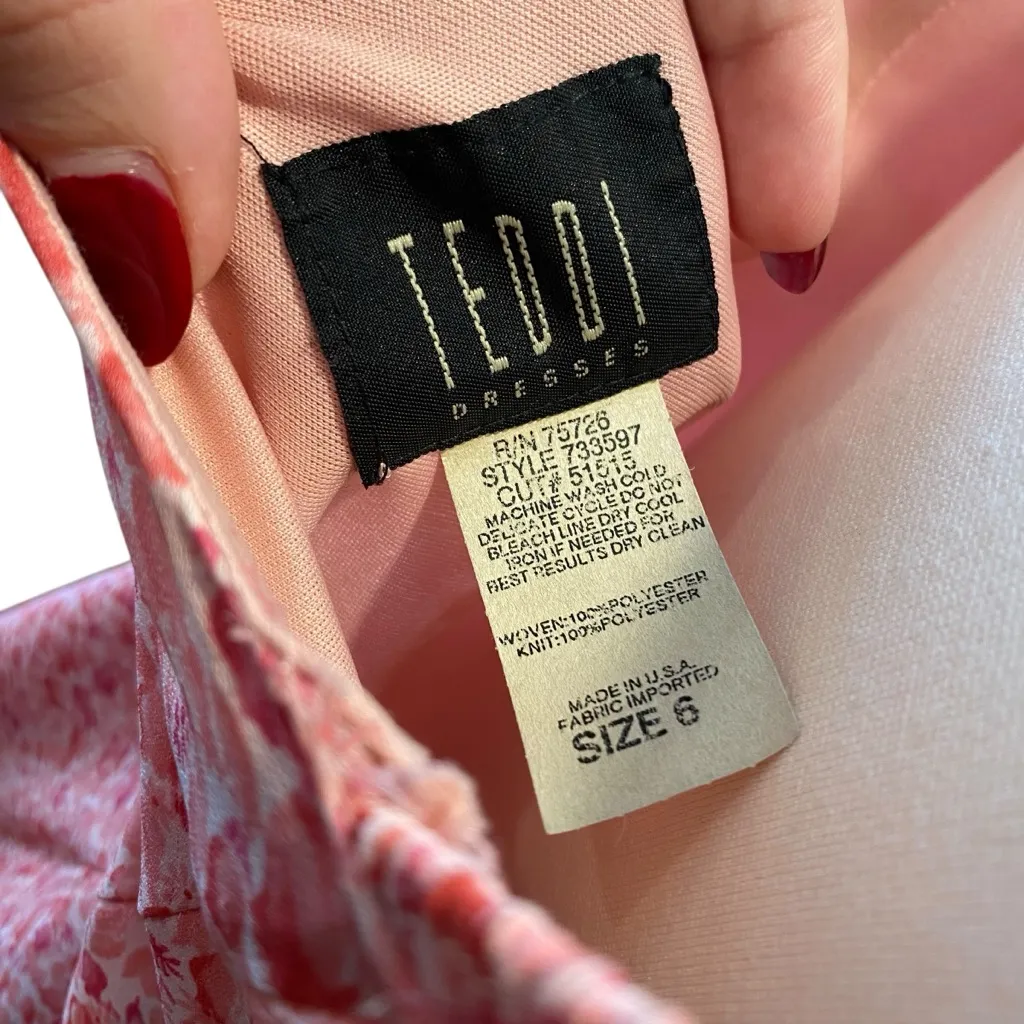 TEDDI
DRESSES
R/N 75726
STYLE 733597
CUT# 51515
MACHINE WASH COLD
DELICATE CYCLE DO NOT
BLEACH LINE DRY COOL
IRON IF NEEDED FOR
BEST RESULTS DRY CLEAN
WOVEN:100%POLYESTER
KNIT:100%POLYESTER
MADE IN U.S.A.
FABRIC IMPORTED
SIZE 6